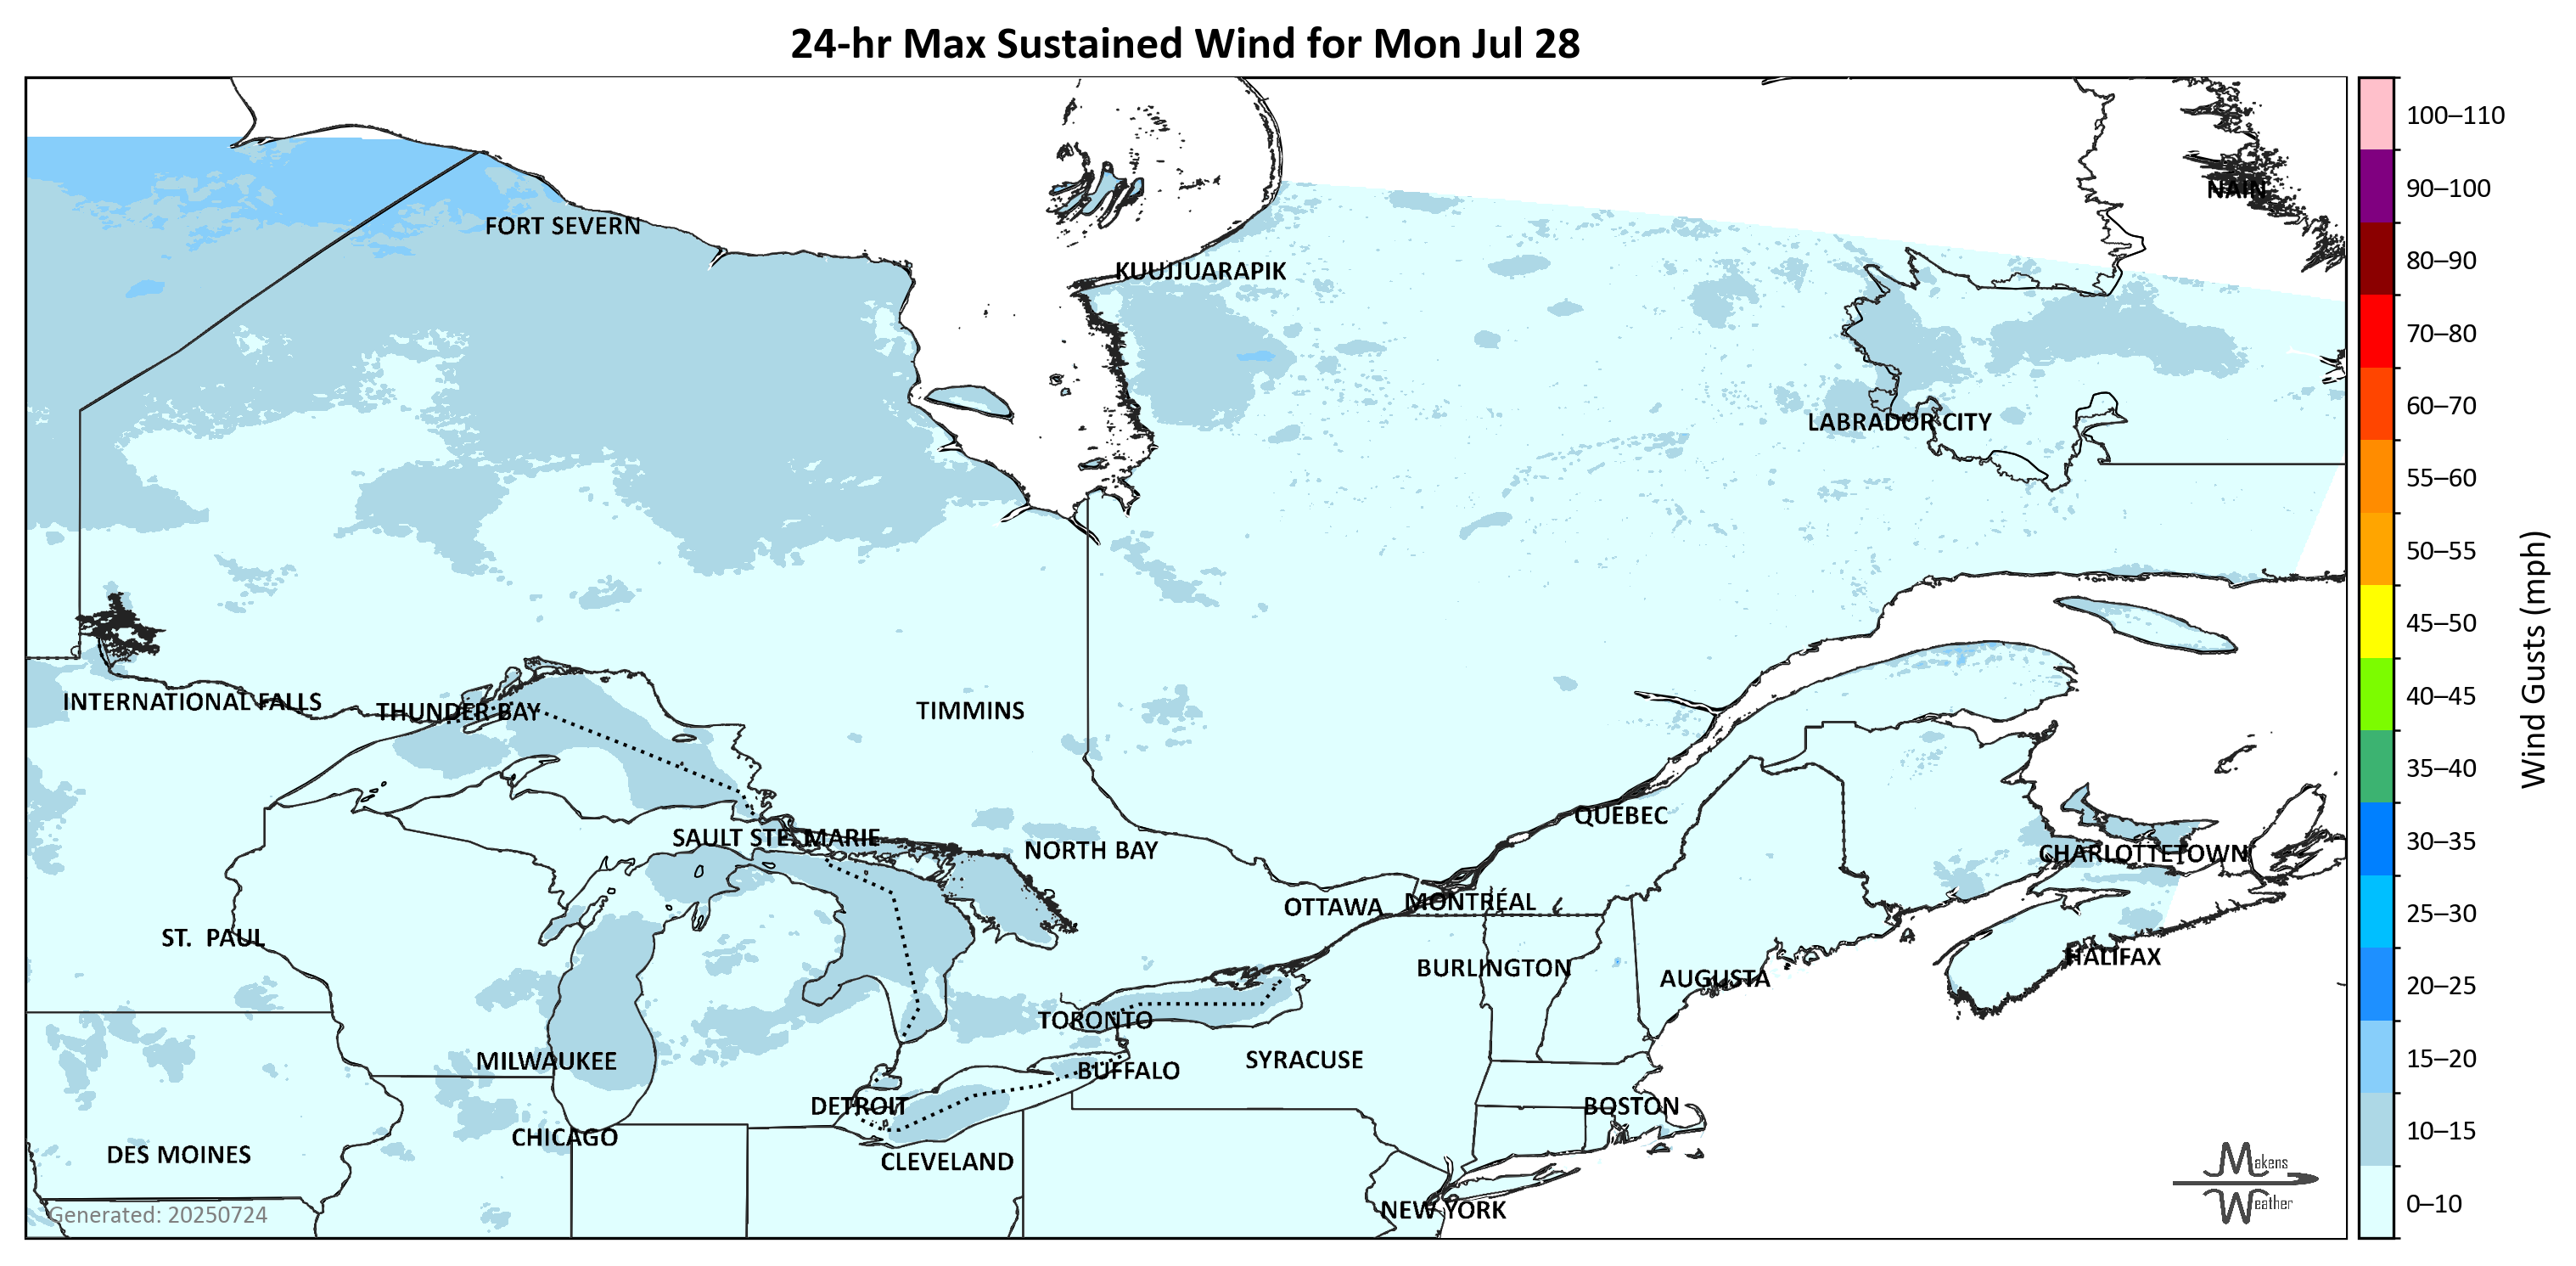 24-hr Max Sustained Wind for Mon Jul 28
100–110
90–100
NAIN
FORT SEVERN
80–90
KUUJJUARAPIK
70–80
60–70
LABRADOR CITY
55–60
50–55
45–50
Wind Gusts (mph)
40–45
INTERNATIONAL FALLS
THUNDER BAY
TIMMINS
35–40
QUÉBEC
30–35
SAULT STE. MARIE
NORTH BAY
CHARLOTTETOWN
OTTAWA
MONTRÉAL
25–30
ST. PAUL
HALIFAX
BURLINGTON
AUGUSTA
20–25
TORONTO
MILWAUKEE
SYRACUSE
15–20
BUFFALO
DETROIT
BOSTON
CHICAGO
10–15
DES MOINES
CLEVELAND
Makens
Weather
0–10
NEW YORK
Generated: 20250724